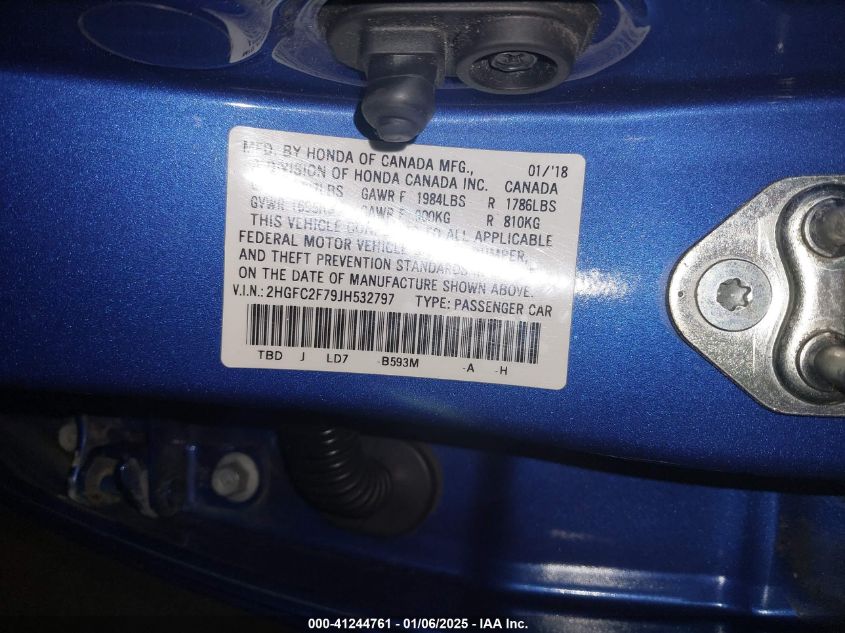 MFD. BY HONDA OF CANADA MFG., 01/'18
A DIVISION OF HONDA CANADA INC. CANADA
GAWR F 1984LBS R 1786LBS
GVWR GAWR F 900KG R 810KG
THIS VEHICLE TO ALL APPLICABLE
FEDERAL MOTOR VEHICLE BUMPER,
AND THEFT PREVENTION STANDARDS
ON THE DATE OF MANUFACTURE SHOWN ABOVE.
V.I.N.: 2HGFC2F79JH532797 TYPE: PASSENGER CAR
TBD J LD7 -B593M -A -H
000-41244761 - 01/06/2025 - IAA Inc.